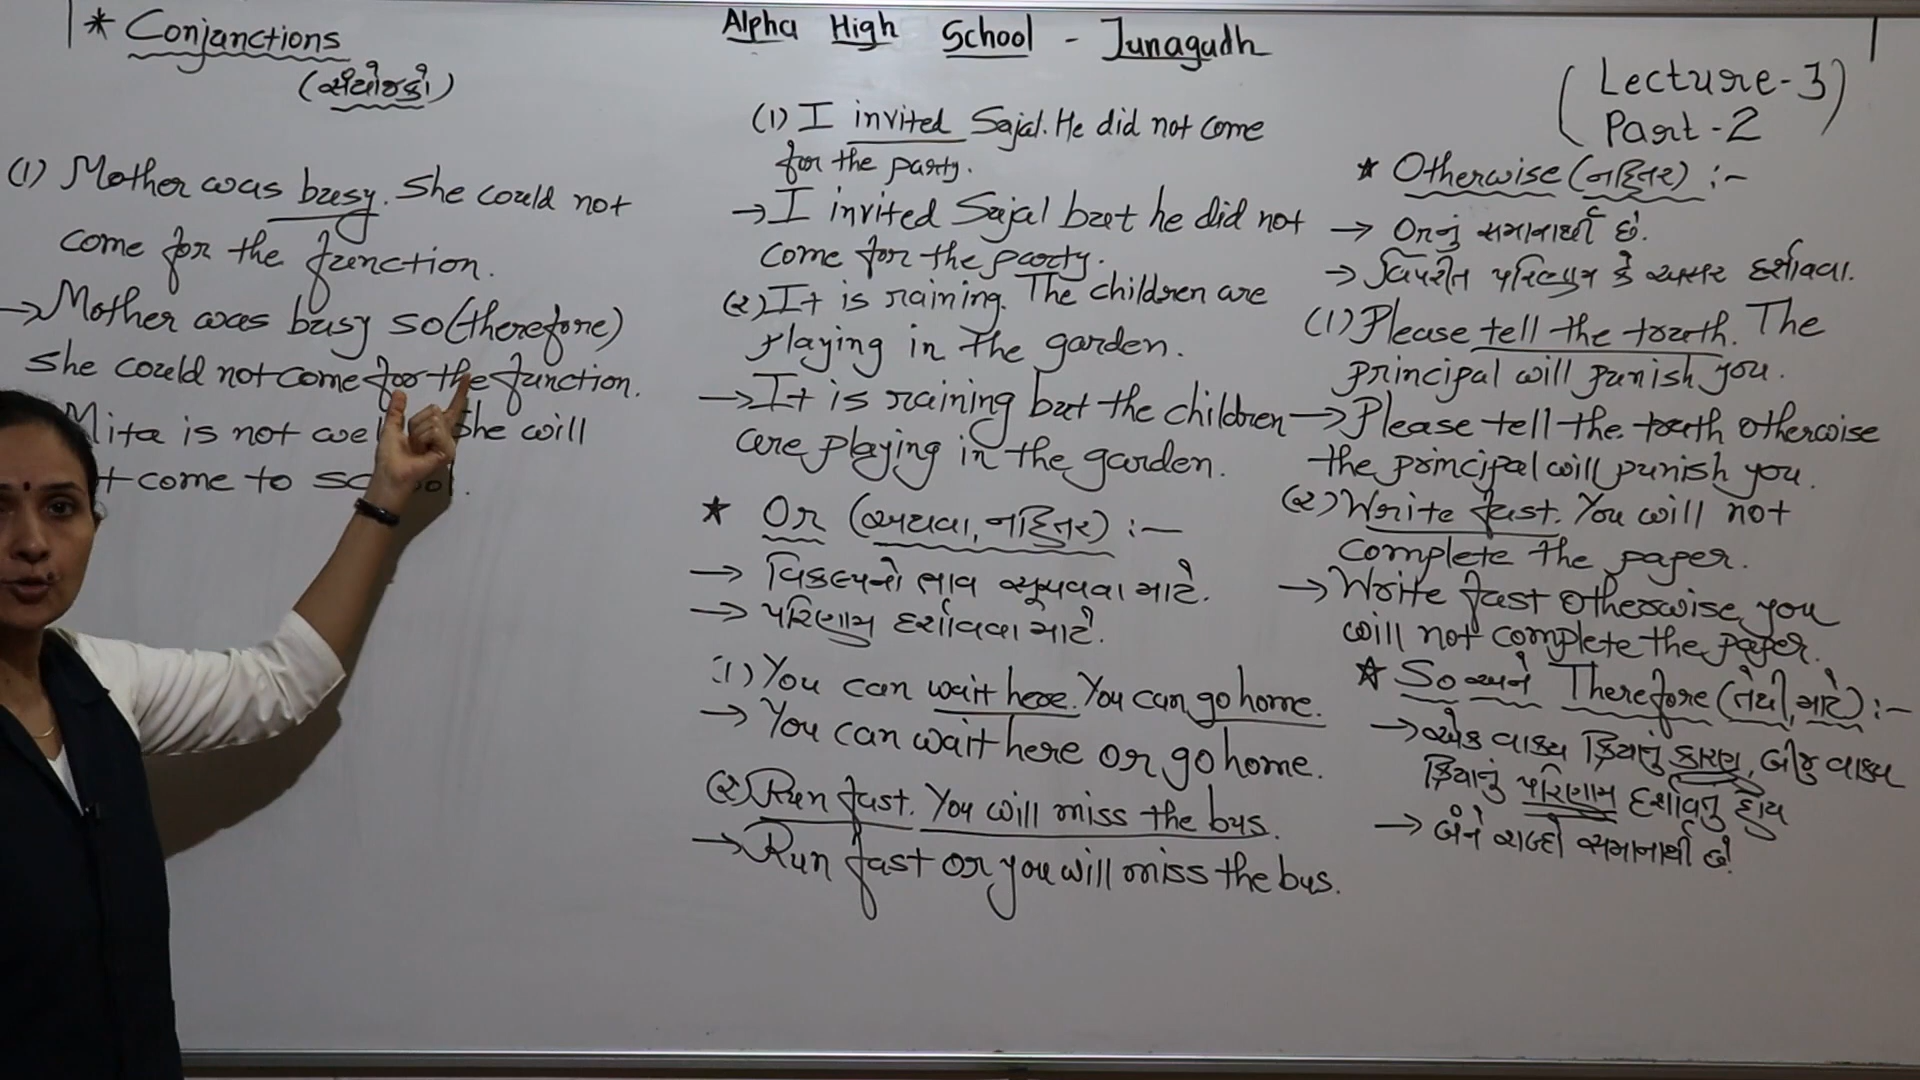 * Conjunctions
(સંયોજકો)
(1) Mother was busy. She could not
come for the function.
→ Mother was busy so(therefore)
She could not come for the function.
Mita is not She will
come to
Alpha High School - Junagadh
(1) I invited Sajal. He did not come
for the party.
→ I invited Sajal but he did not
come for the party.
(૨) It is raining. The children are
playing in the garden.
→ It is raining but the children
are playing in the garden.
* Or (અથવા, નહિતર) :-
→ વિકલ્પનો ભાવ સૂચવવા માટે.
→ પરિણામ દર્શાવવા માટે.
(1) You can wait here. You can go home.
→ You can wait here or go home.
(૨) Run fast. You will miss the bus.
→ Run fast or you will miss the bus.
(Lecture-3
Part-2)
* Otherwise (નહિતર) :-
→ Orનું સમાનાર્થી છે.
→ વિપરીત પરિણામ કે અસર દર્શાવવા.
(1) Please tell the truth. The
principal will punish you.
→ Please tell the truth otherwise
the principal will punish you.
(૨) Write fast. You will not
complete the paper.
→ Write fast otherwise you
will not complete the paper.
* So અને Therefore (તેથી, માટે) :-
→ એક વાક્ય ક્રિયાનું કારણ, બીજુ વાક્ય
ક્રિયાનું પરિણામ દર્શાવતુ હોય
→ બંને શબ્દો સમાનાર્થી છે.